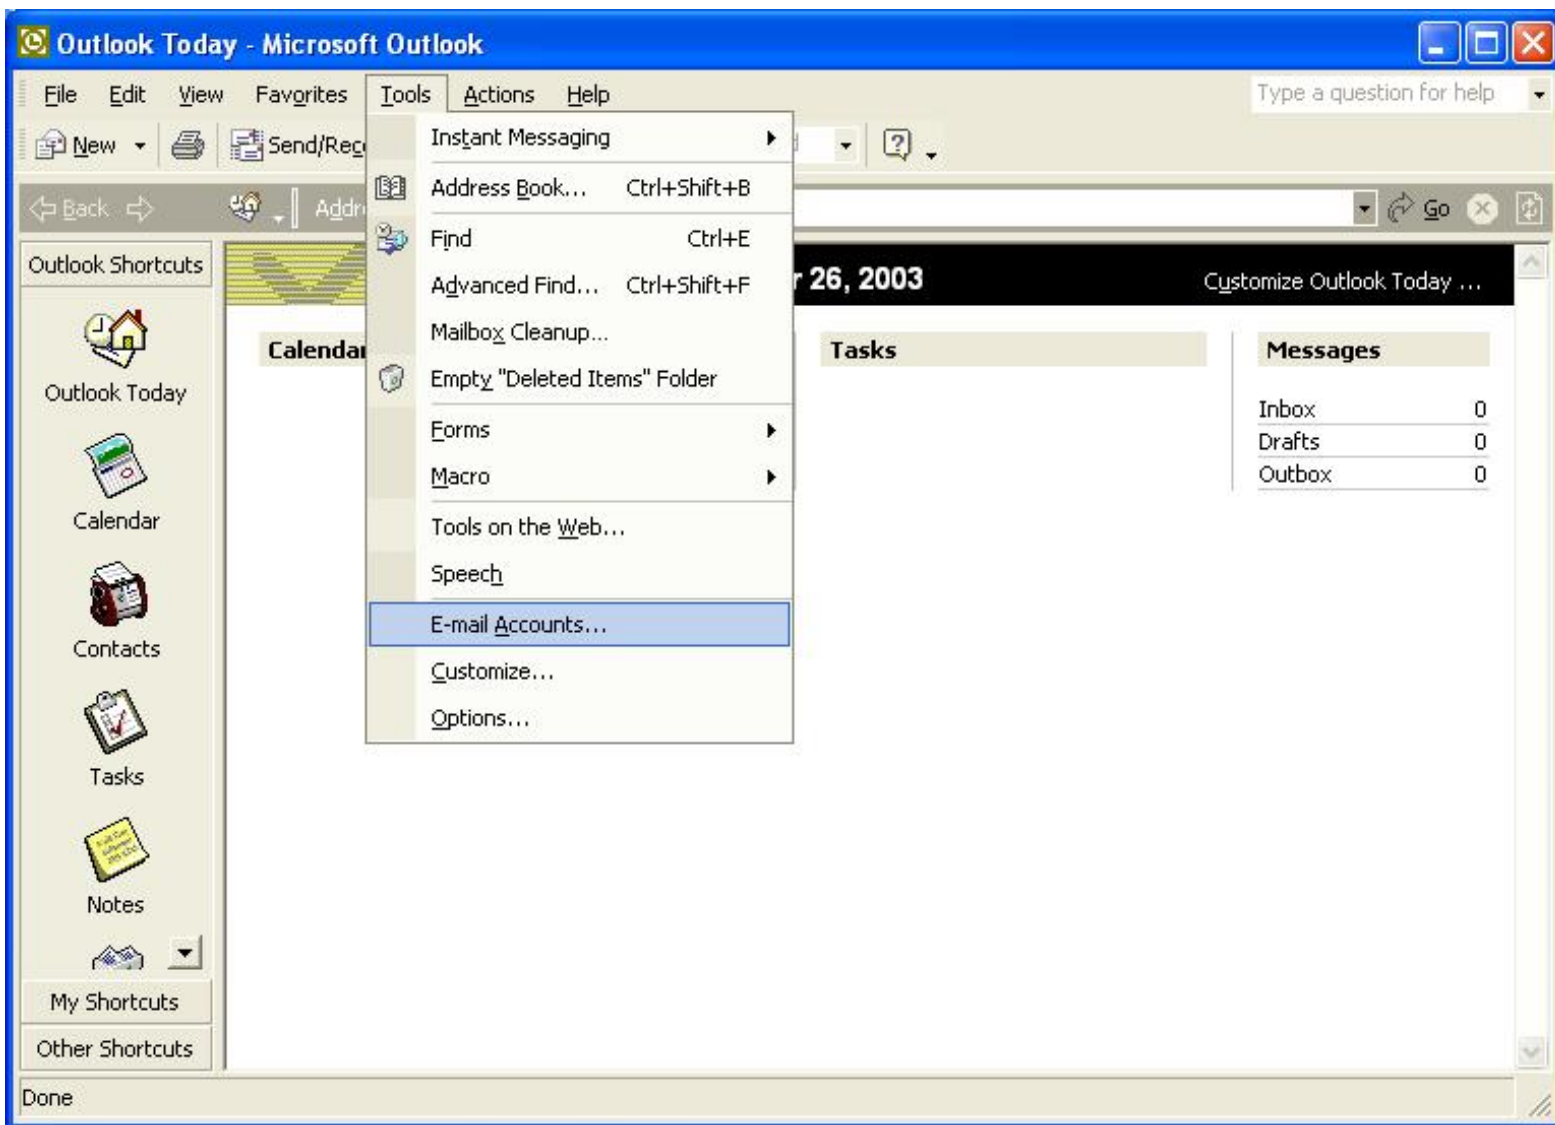 Outlook Today - Microsoft Outlook
File Edit View Favorites Tools Actions Help Type a question for help
New Send/Rec
Back Addr Go
Instant Messaging
Address Book... Ctrl+Shift+B
Find Ctrl+E
Advanced Find... Ctrl+Shift+F
Mailbox Cleanup...
Empty "Deleted Items" Folder
Forms
Macro
Tools on the Web...
Speech
E-mail Accounts...
Customize...
Options...
Outlook Shortcuts
Outlook Today
Calendar
Contacts
Tasks
Notes
My Shortcuts
Other Shortcuts
26, 2003 Customize Outlook Today ...
Calendar Tasks Messages
Inbox 0
Drafts 0
Outbox 0
Done